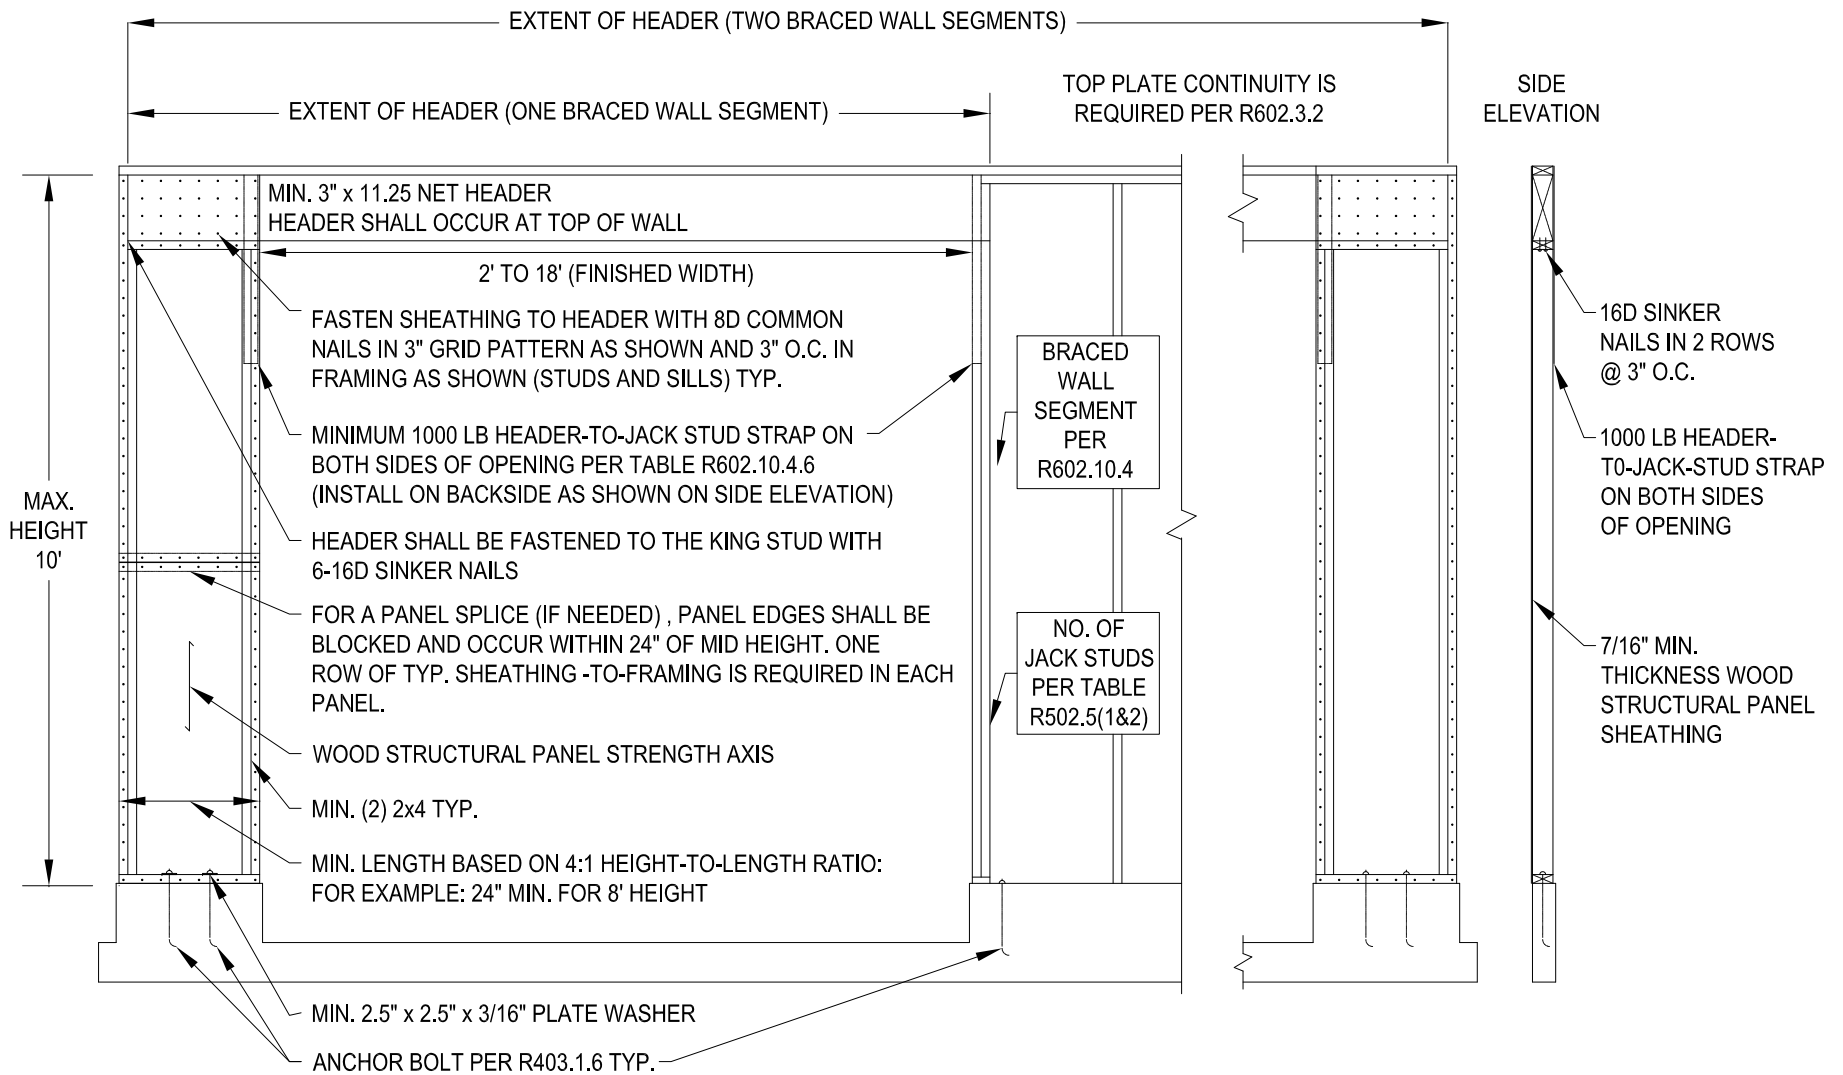 EXTENT OF HEADER (TWO BRACED WALL SEGMENTS)
EXTENT OF HEADER (ONE BRACED WALL SEGMENT)
TOP PLATE CONTINUITY IS
REQUIRED PER R602.3.2
SIDE
ELEVATION
MIN. 3" x 11.25 NET HEADER
HEADER SHALL OCCUR AT TOP OF WALL
2' TO 18' (FINISHED WIDTH)
FASTEN SHEATHING TO HEADER WITH 8D COMMON
NAILS IN 3" GRID PATTERN AS SHOWN AND 3" O.C. IN
FRAMING AS SHOWN (STUDS AND SILLS) TYP.
MINIMUM 1000 LB HEADER-TO-JACK STUD STRAP ON
BOTH SIDES OF OPENING PER TABLE R602.10.4.6
(INSTALL ON BACKSIDE AS SHOWN ON SIDE ELEVATION)
MAX.
HEIGHT
10'
HEADER SHALL BE FASTENED TO THE KING STUD WITH
6-16D SINKER NAILS
FOR A PANEL SPLICE (IF NEEDED) , PANEL EDGES SHALL BE
BLOCKED AND OCCUR WITHIN 24" OF MID HEIGHT. ONE
ROW OF TYP. SHEATHING -TO-FRAMING IS REQUIRED IN EACH
PANEL.
WOOD STRUCTURAL PANEL STRENGTH AXIS
MIN. (2) 2x4 TYP.
MIN. LENGTH BASED ON 4:1 HEIGHT-TO-LENGTH RATIO:
FOR EXAMPLE: 24" MIN. FOR 8' HEIGHT
MIN. 2.5" x 2.5" x 3/16" PLATE WASHER
ANCHOR BOLT PER R403.1.6 TYP.
BRACED
WALL
SEGMENT
PER
R602.10.4
NO. OF
JACK STUDS
PER TABLE
R502.5(1&2)
16D SINKER
NAILS IN 2 ROWS
@ 3" O.C.
1000 LB HEADER-
T0-JACK-STUD STRAP
ON BOTH SIDES
OF OPENING
7/16" MIN.
THICKNESS WOOD
STRUCTURAL PANEL
SHEATHING